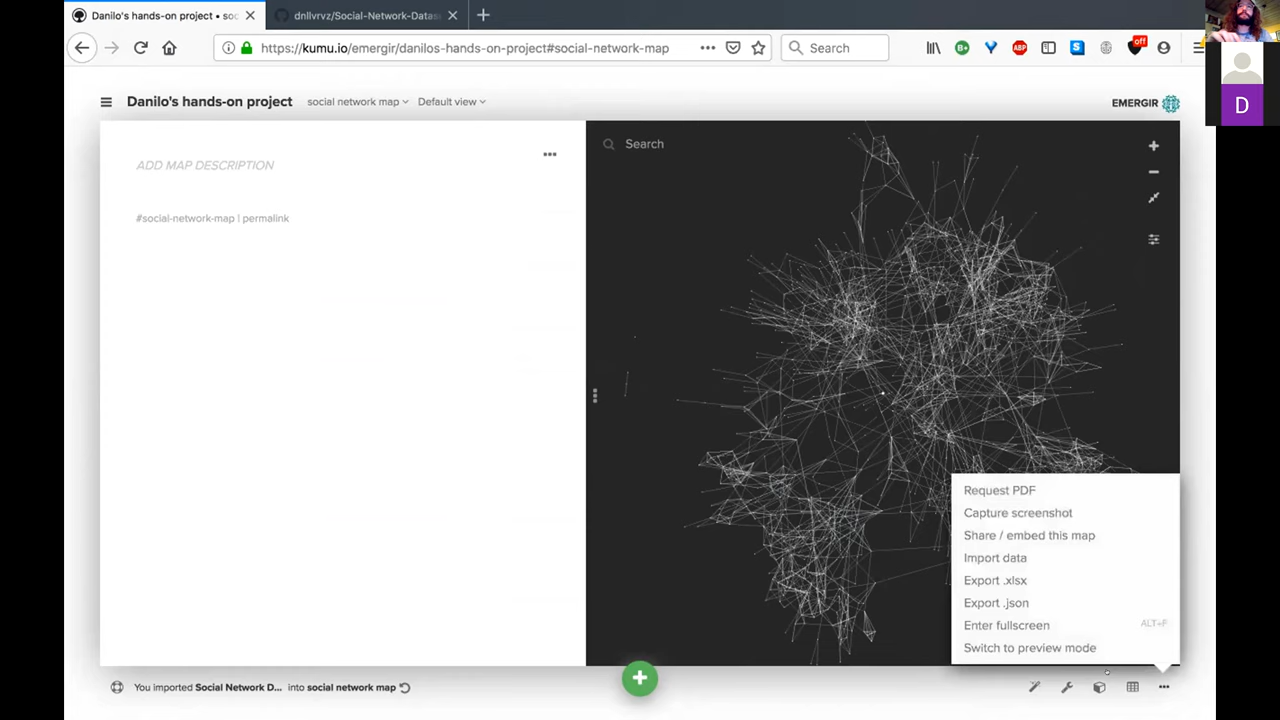 Danilo's hands-on project • soc
dnllvrvz/Social-Network-Datas
https://kumu.io/emergir/danilos-hands-on-project#social-network-map
Search
off
Danilo's hands-on project
social network map
Default view
EMERGIR
D
ADD MAP DESCRIPTION
#social-network-map | permalink
Search
Request PDF
Capture screenshot
Share / embed this map
Import data
Export .xlsx
Export .json
Enter fullscreen ALT+F
Switch to preview mode
You imported Social Network D... into social network map